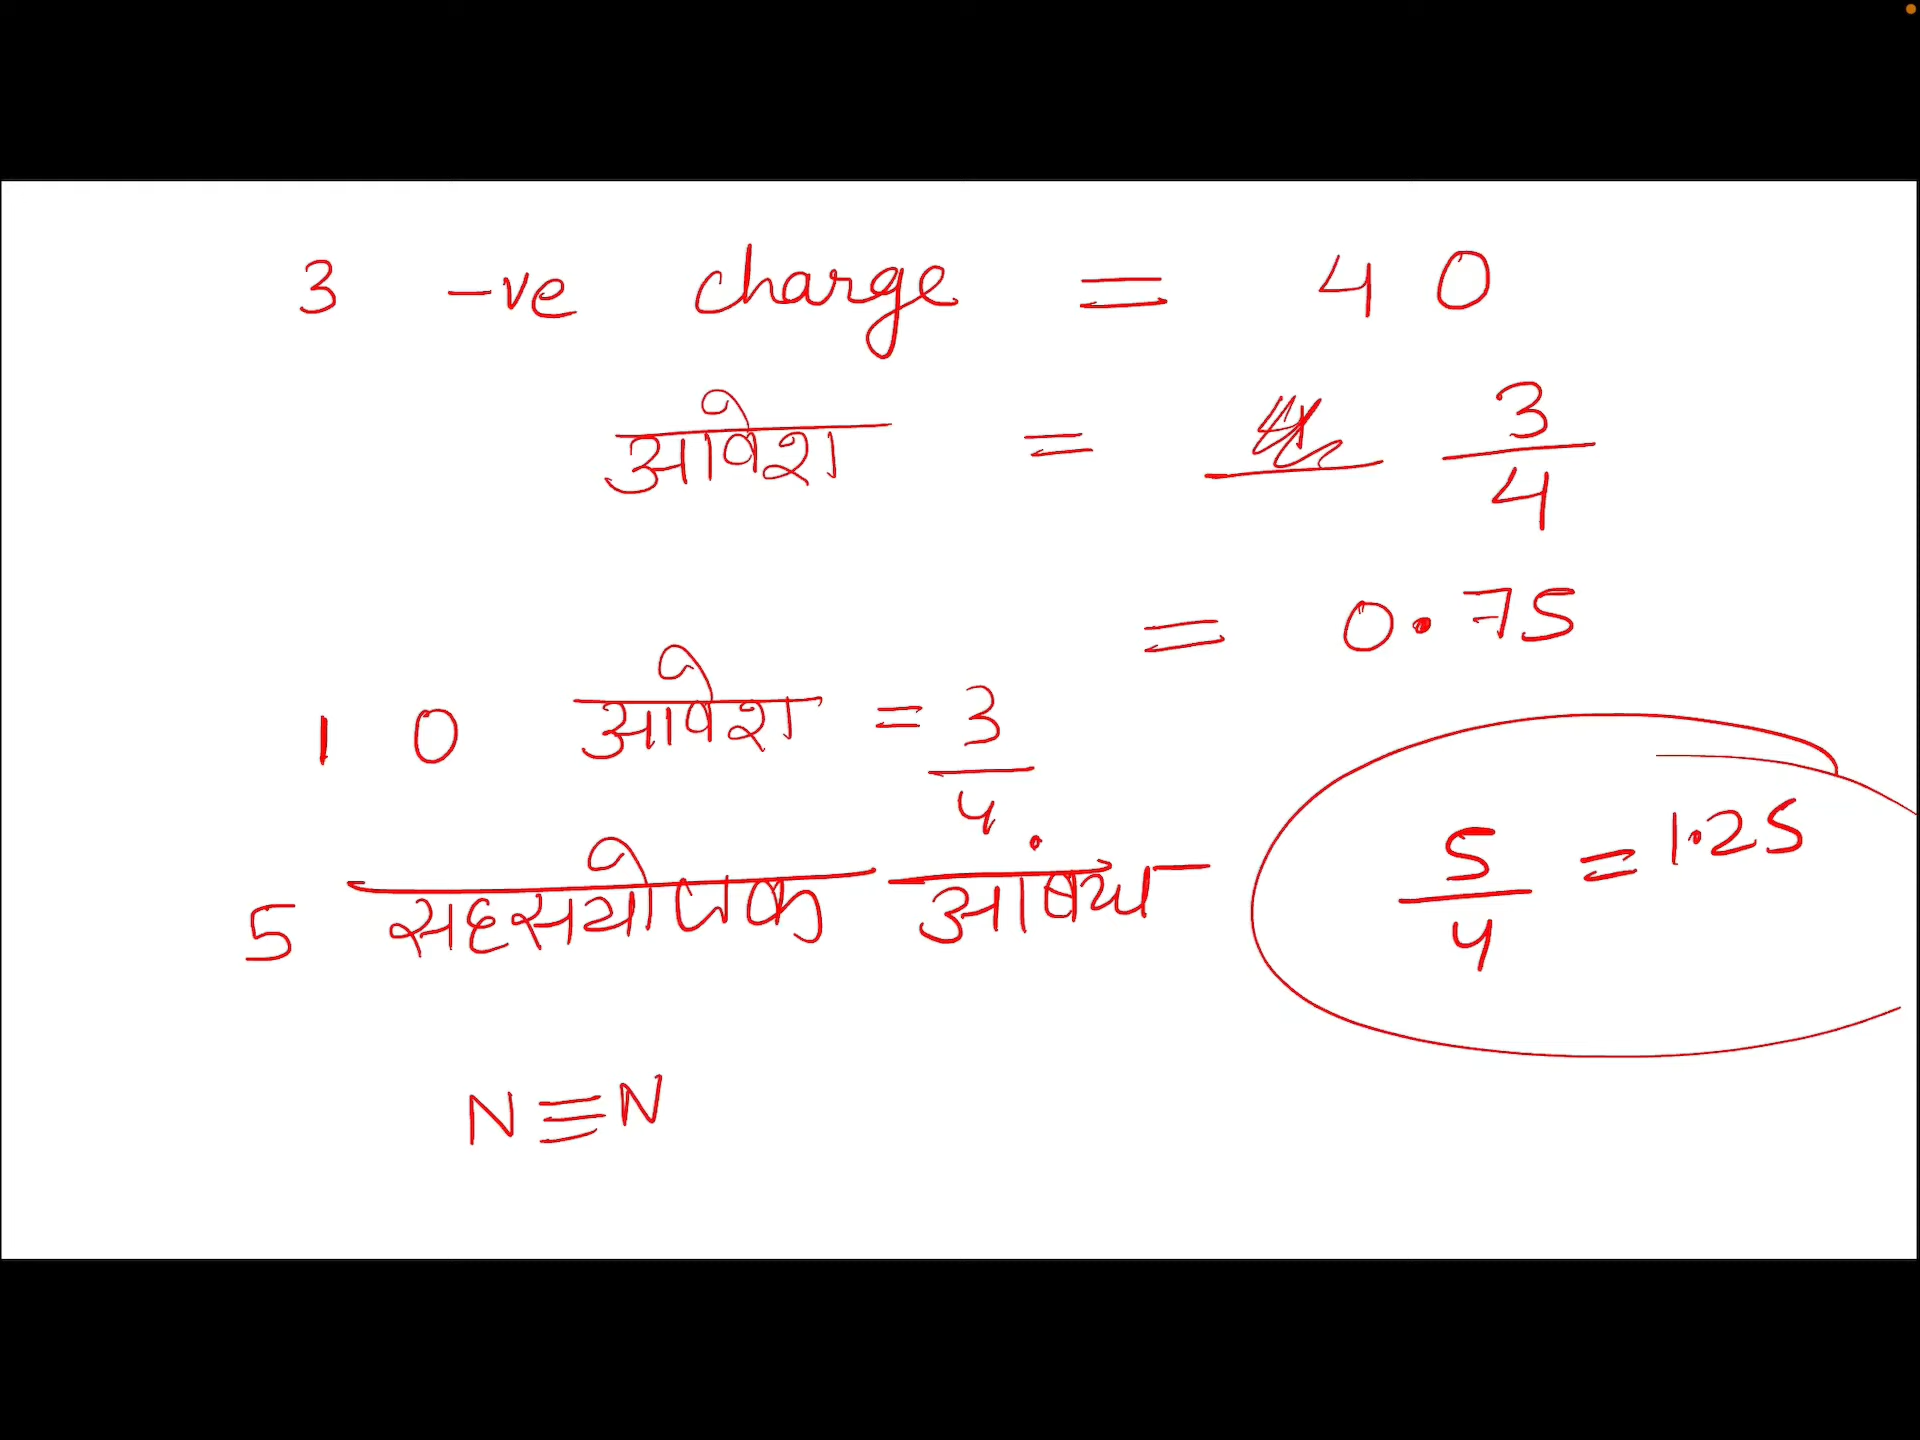 3 -ve charge = 4 0
आवेश = 3/4
= 0.75
1 0 आवेश = 3/4
5 सहसयोजक 5/4 = 1.25
N≡N